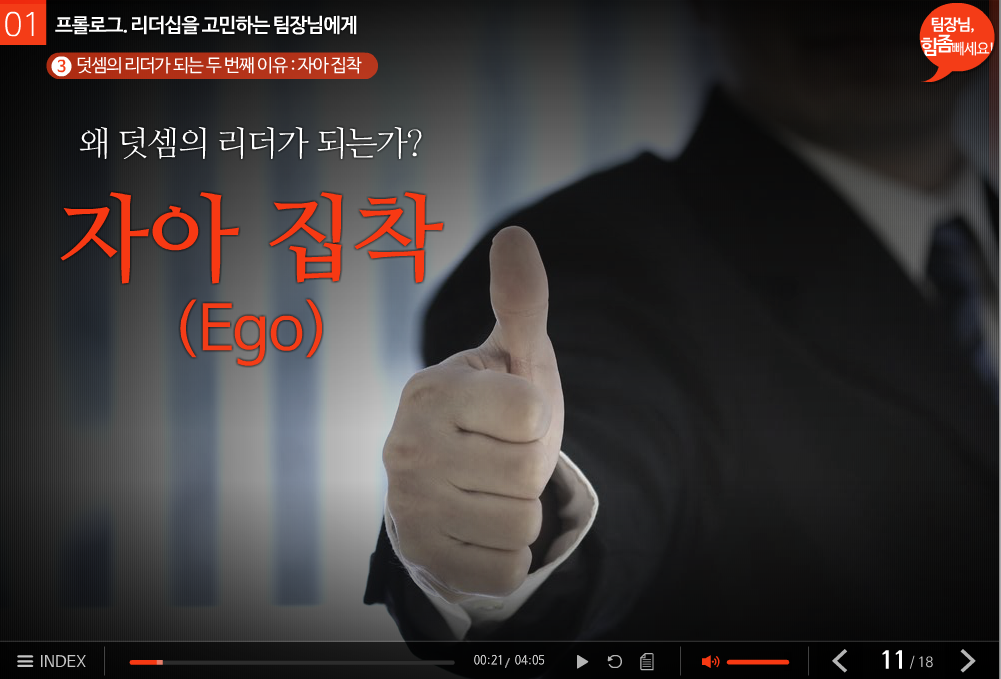 01
프롤로그. 리더십을 고민하는 팀장님에게
3 덧셈의 리더가 되는 두 번째 이유 : 자아 집착
팀장님,
힘좀빼세요!
왜 덧셈의 리더가 되는가?
자아 집착
(Ego)
INDEX
00:21 / 04:05
11 / 18